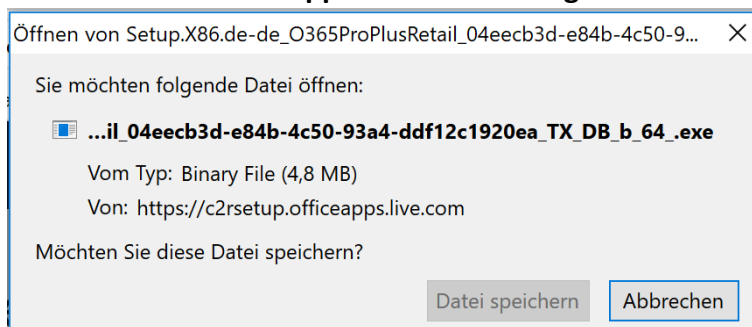 Öffnen von Setup.X86.de-de_O365ProPlusRetail_04eecb3d-e84b-4c50-9...
Sie möchten folgende Datei öffnen:
...il_04eecb3d-e84b-4c50-93a4-ddf12c1920ea_TX_DB_b_64_.exe
Vom Typ: Binary File (4,8 MB)
Von: https://c2rsetup.officeapps.live.com
Möchten Sie diese Datei speichern?
Datei speichern Abbrechen